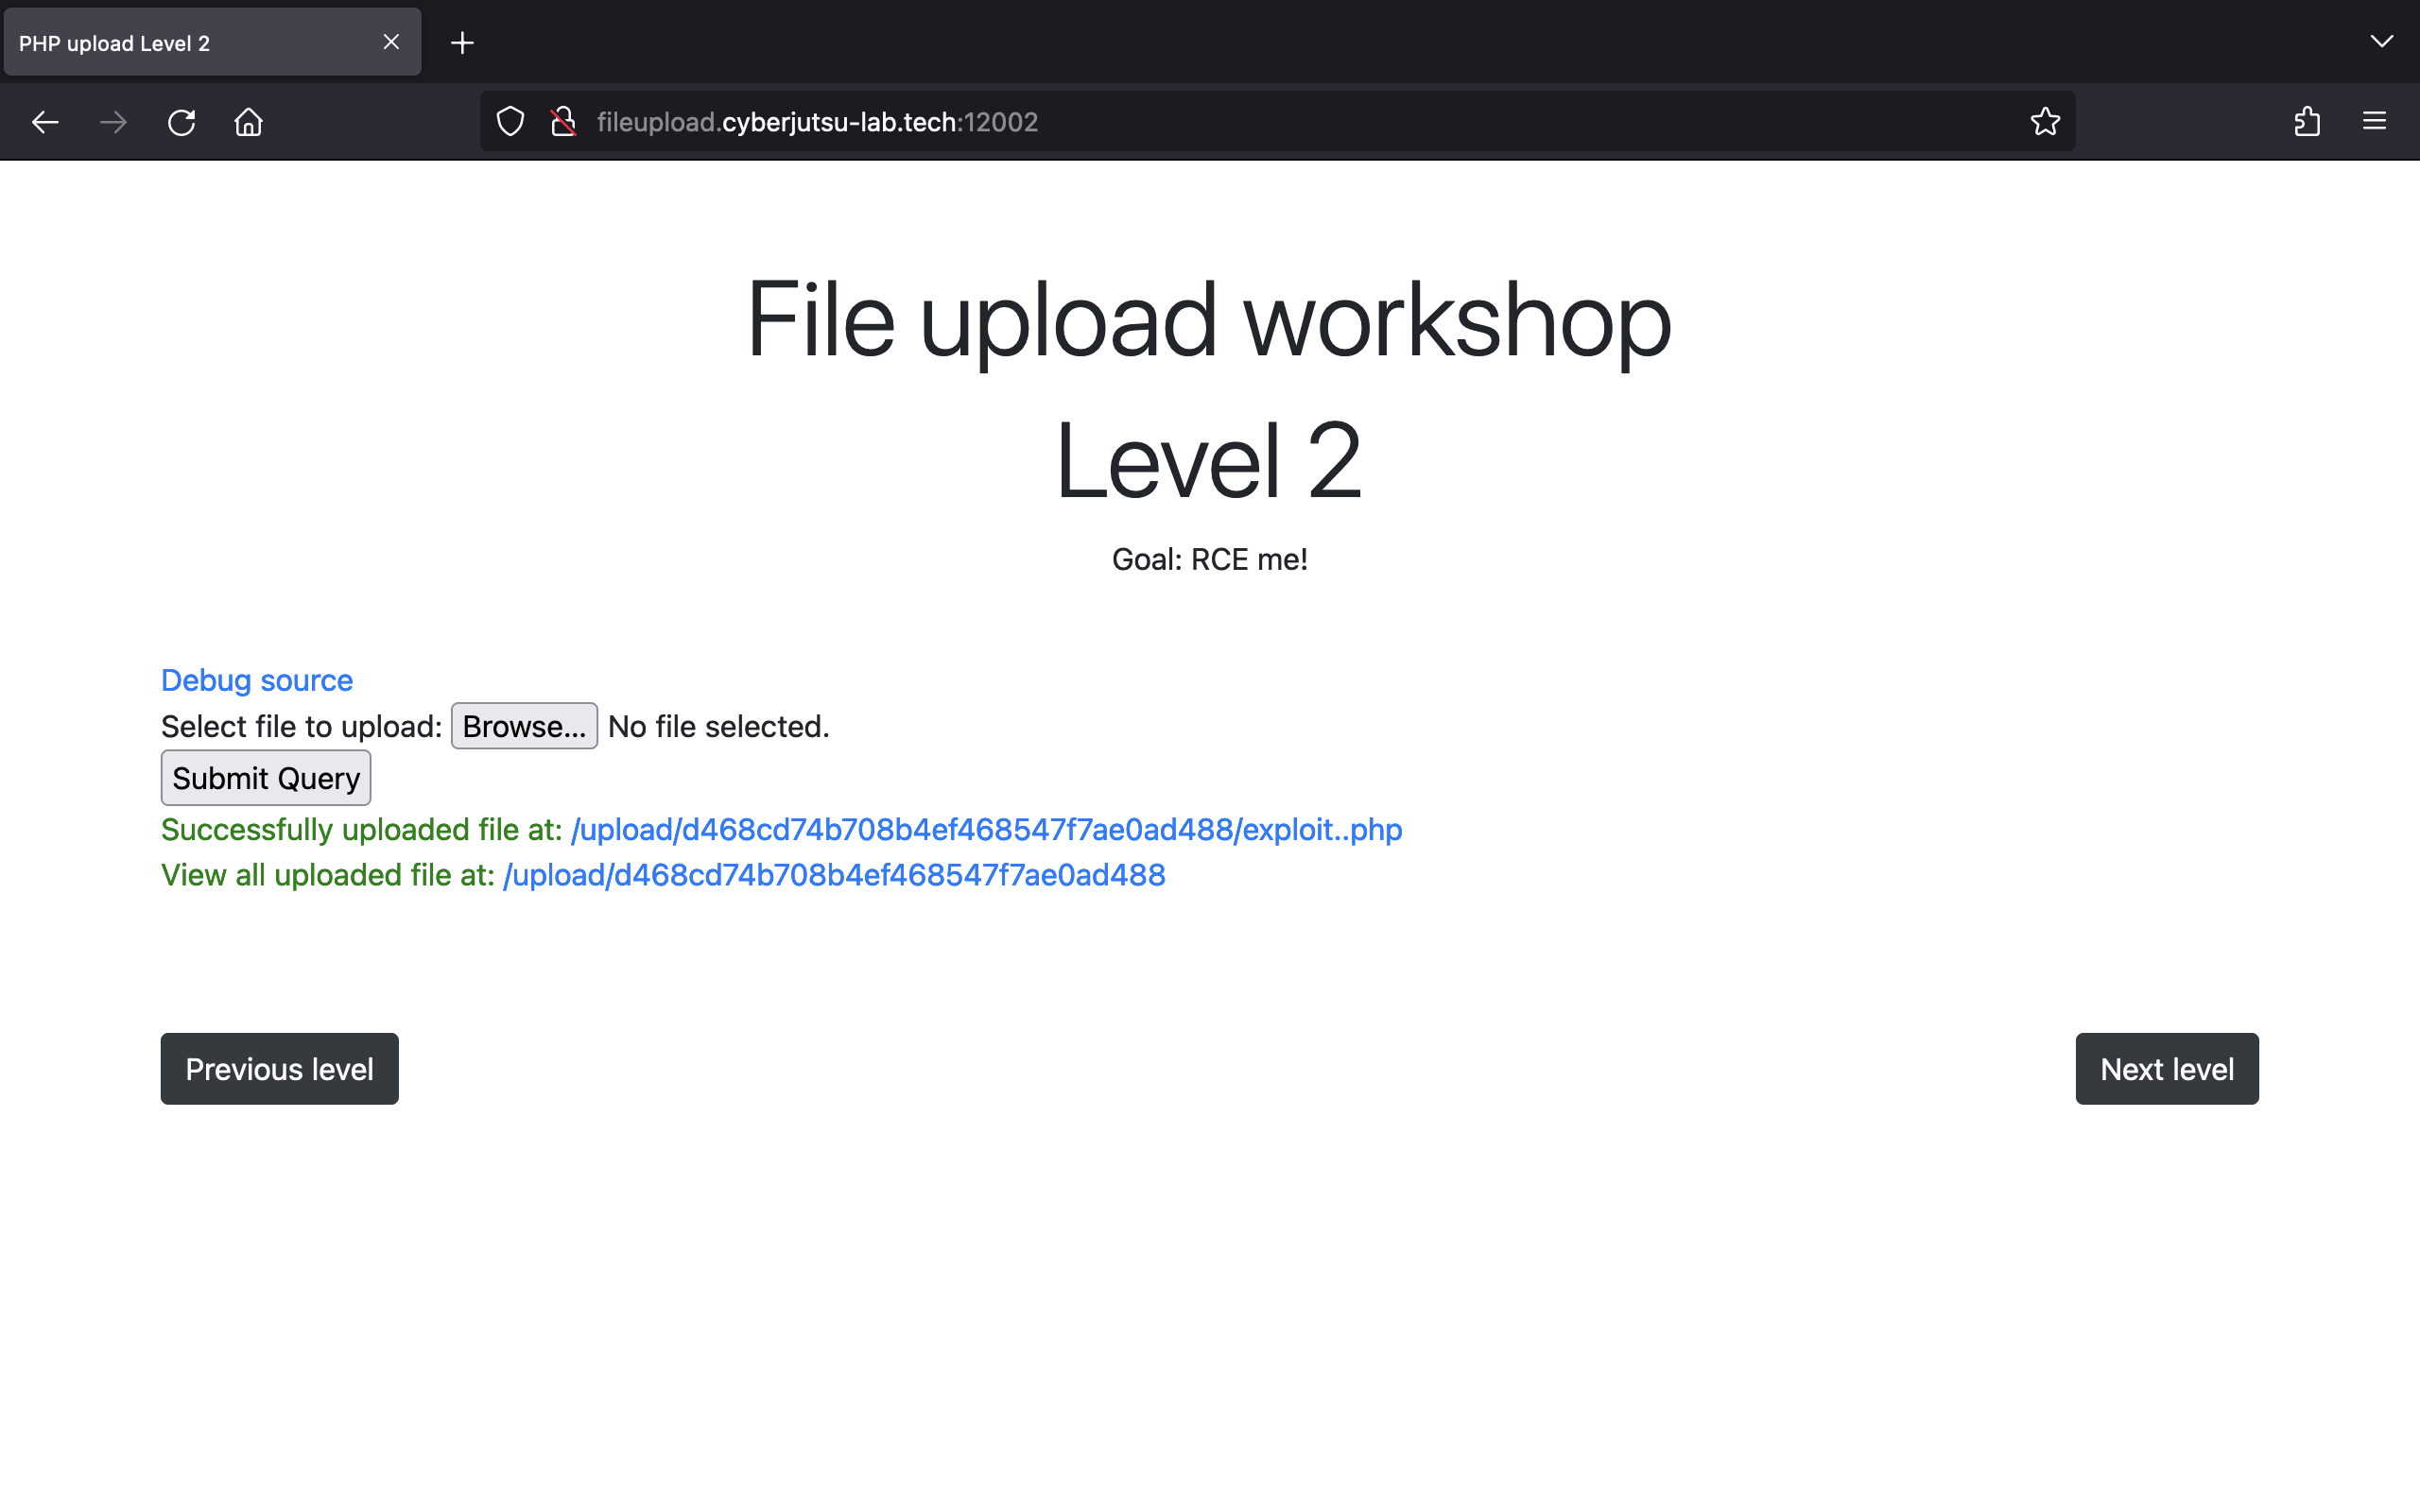 PHP upload Level 2
fileupload.cyberjutsu-lab.tech:12002
File upload workshop
Level 2
Goal: RCE me!
Debug source
Select file to upload: Browse... No file selected.
Submit Query
Successfully uploaded file at: /upload/d468cd74b708b4ef468547f7ae0ad488/exploit..php
View all uploaded file at: /upload/d468cd74b708b4ef468547f7ae0ad488
Previous level
Next level